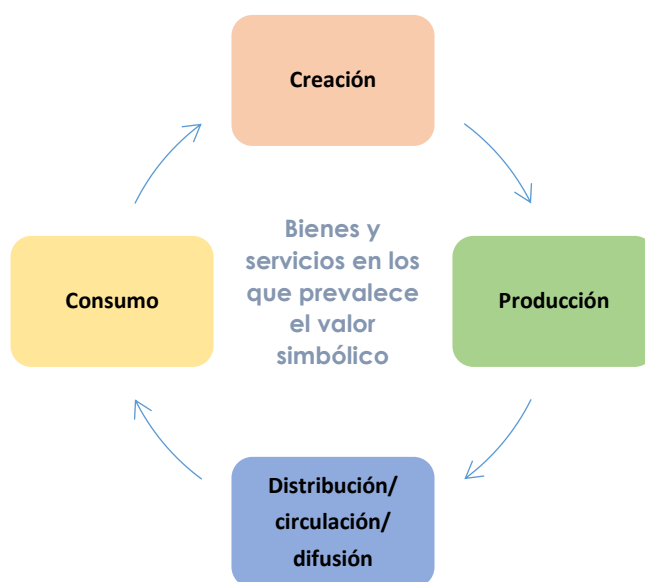 Creación
Bienes y
servicios en los
que prevalece
el valor
simbólico
Consumo
Producción
Distribución/
circulación/
difusión